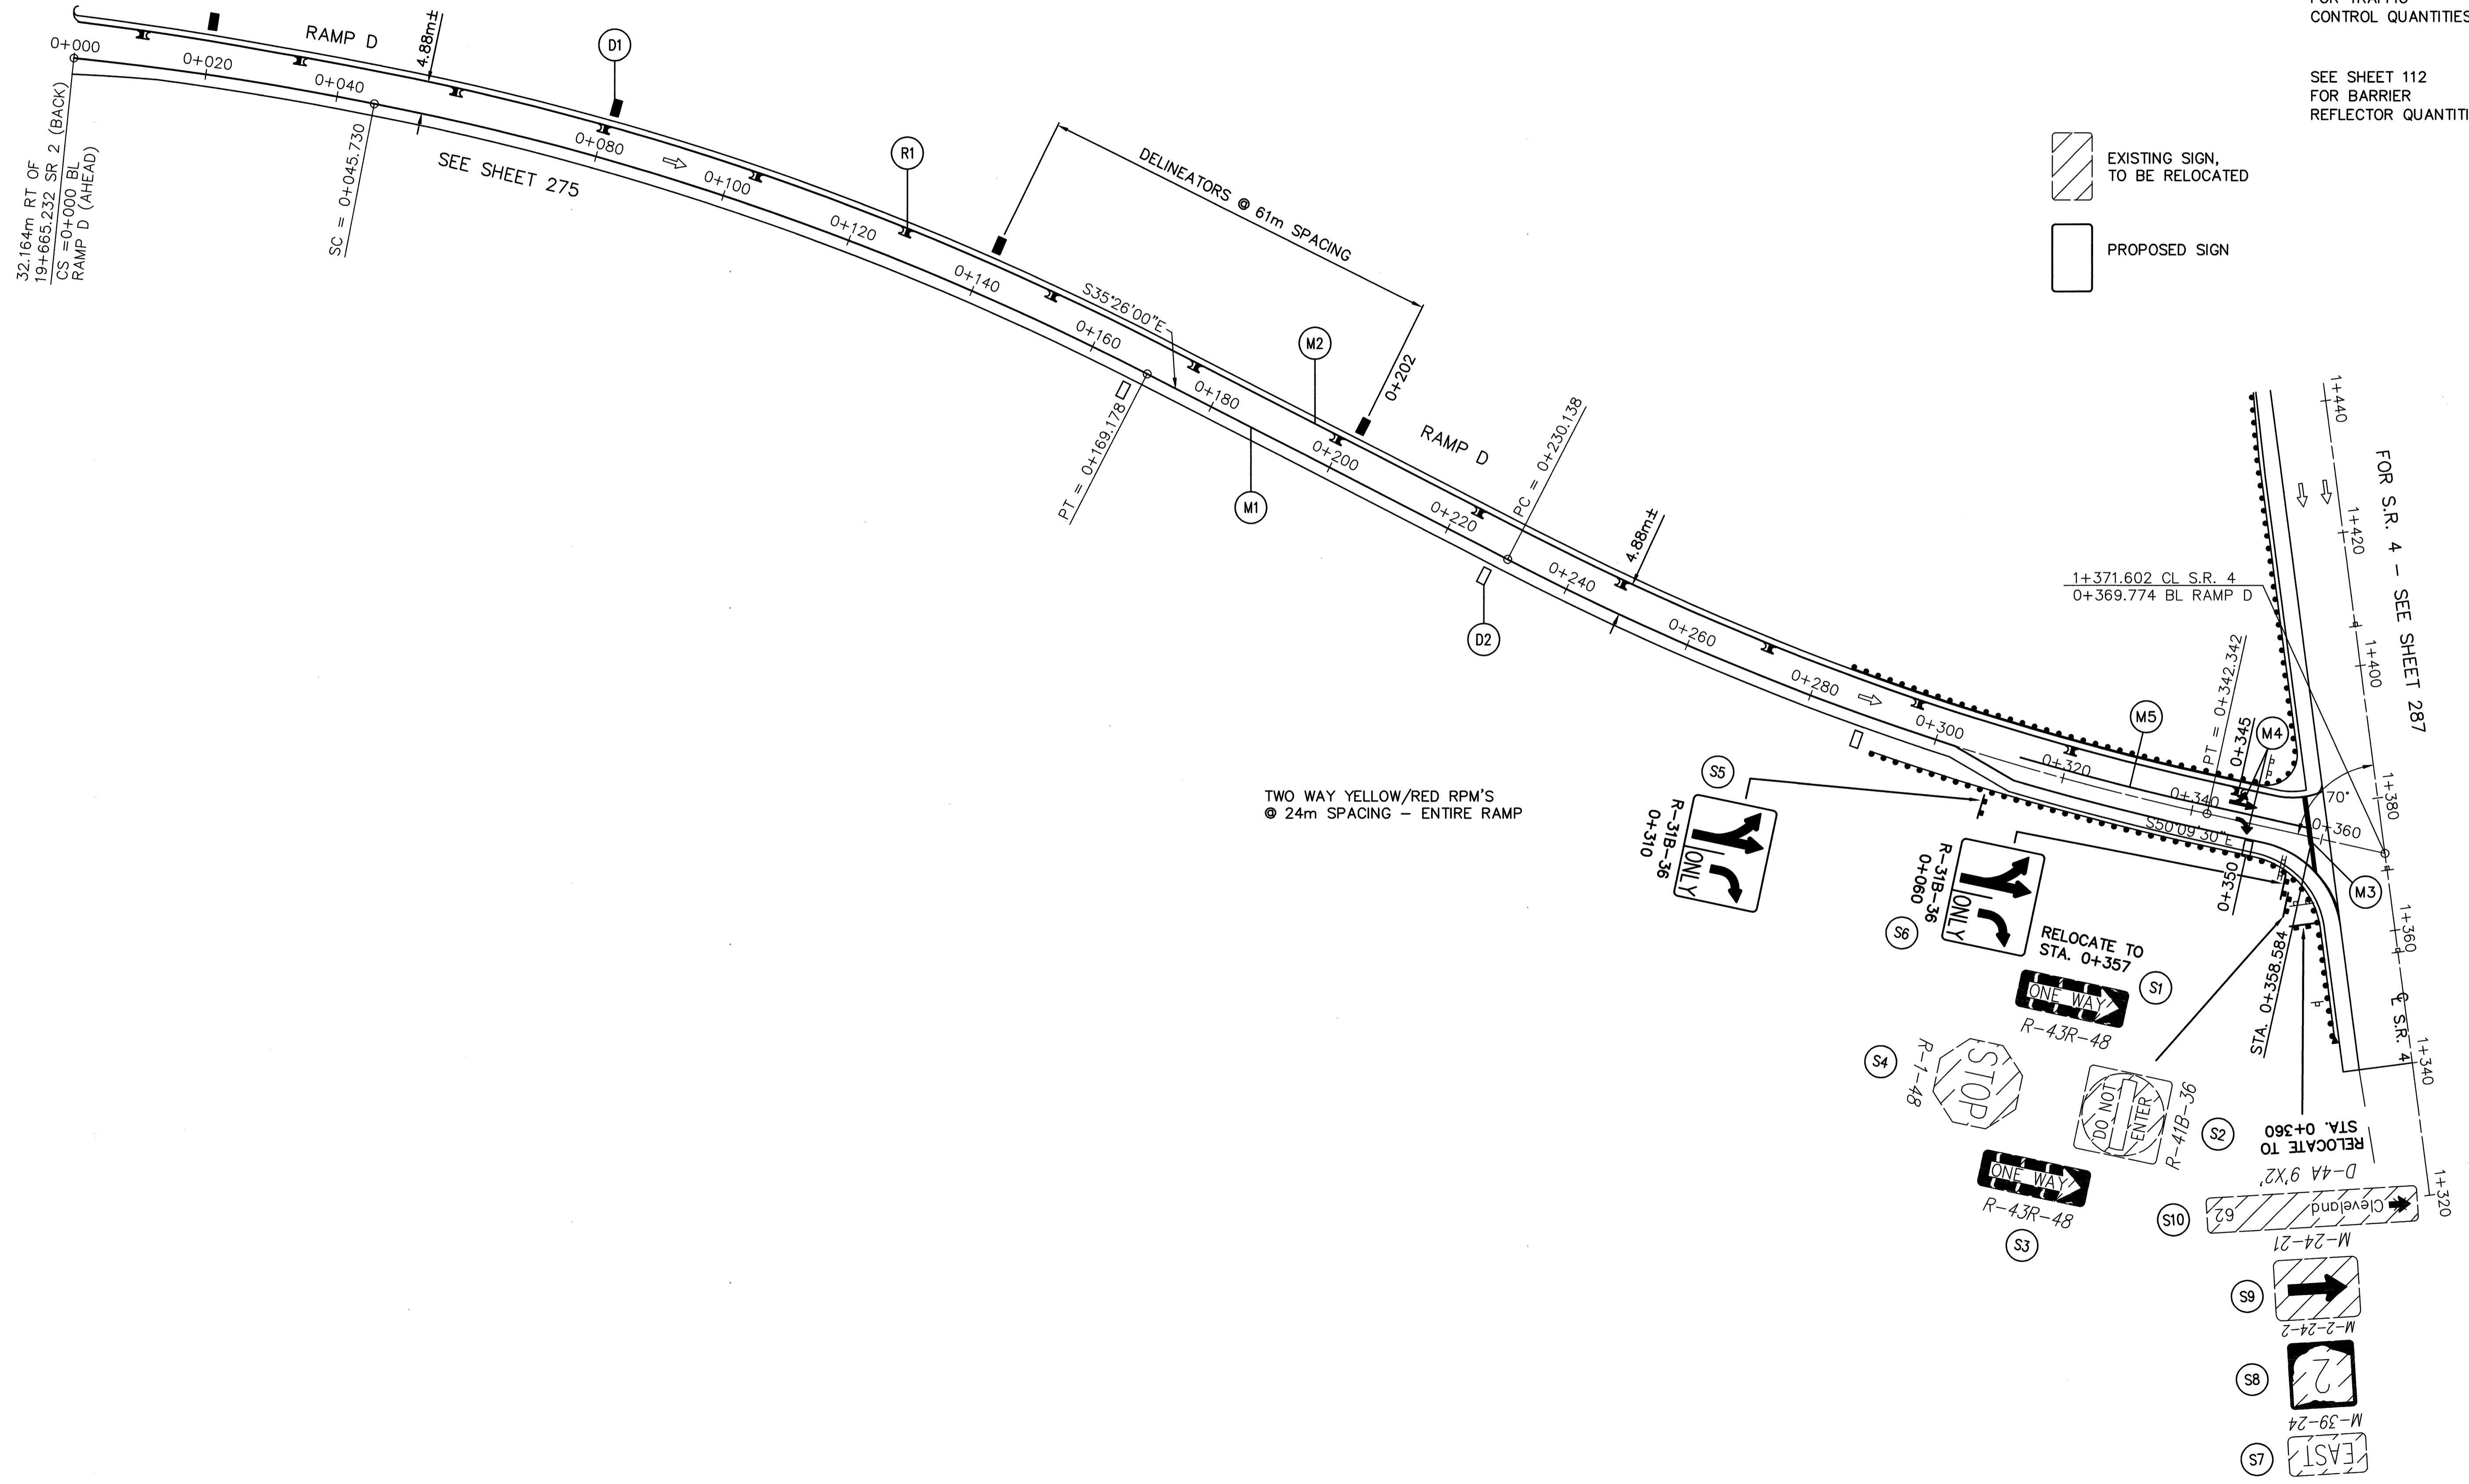 CONTROL QUANTITIES
SEE SHEET 112
FOR BARRIER
EXISTING SIGN,
TO BE RELOCATED
PROPOSED SIGN
0+000
0+020
RAMP D
0+040
4.88m±
D1
32.164m RT OF
19+665.232 SR 2 (BACK)
CS =0+000 BL
RAMP D (AHEAD)
SC = 0+045.730
SEE SHEET 275
0+080
0+100
R1
0+120
0+140
DELINEATORS @ 61m SPACING
S35°26'00"E
0+160
0+180
M2
0+202
PT = 0+169.178
M1
0+200
RAMP D
0+220
PC = 0+230.138
D2
0+240
4.88m±
0+260
0+280
0+300
0+320
M5
PT = 0+342.342
0+345
M4
0+340
S50°09'30"E
0+360
70°
0+350
M3
1+371.602 CL S.R. 4
0+369.774 BL RAMP D
1+440
1+420
1+400
1+380
1+360
1+340
1+320
FOR S.R. 4 - SEE SHEET 287
℄ S.R. 4
TWO WAY YELLOW/RED RPM'S
@ 24m SPACING – ENTIRE RAMP
S5
ONLY
R-31B-36
0+310
ONLY
R-31B-36
0+060
S6
RELOCATE TO
STA. 0+357
S1
ONE WAY
R-43R-48
S4
STOP
R-1-48
DO NOT
ENTER
R-41B-36
S2
ONE WAY
R-43R-48
S3
STA. 0+358.584
RELOCATE TO
STA. 0+360
D-4A 9'X2'
S10
Cleveland
62
M-24-21
S9
M-2-24-2
S8
2
M-39-24
S7
EAST